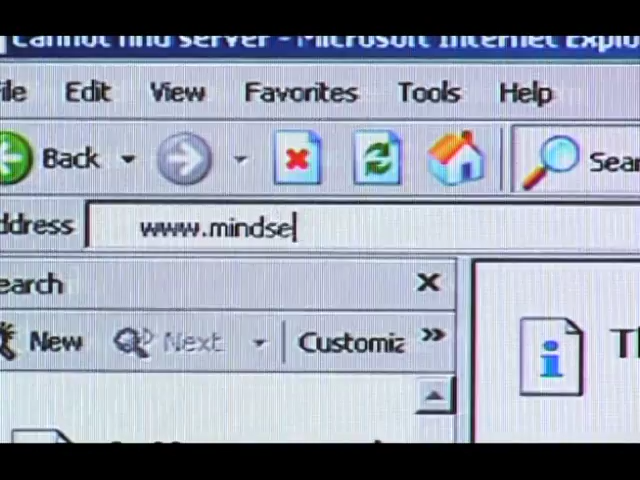 Cannot find server - Microsoft Internet Explo
ile Edit View Favorites Tools Help
Back Sear
ddress www.mindse
earch
New Next Customiz »
Th